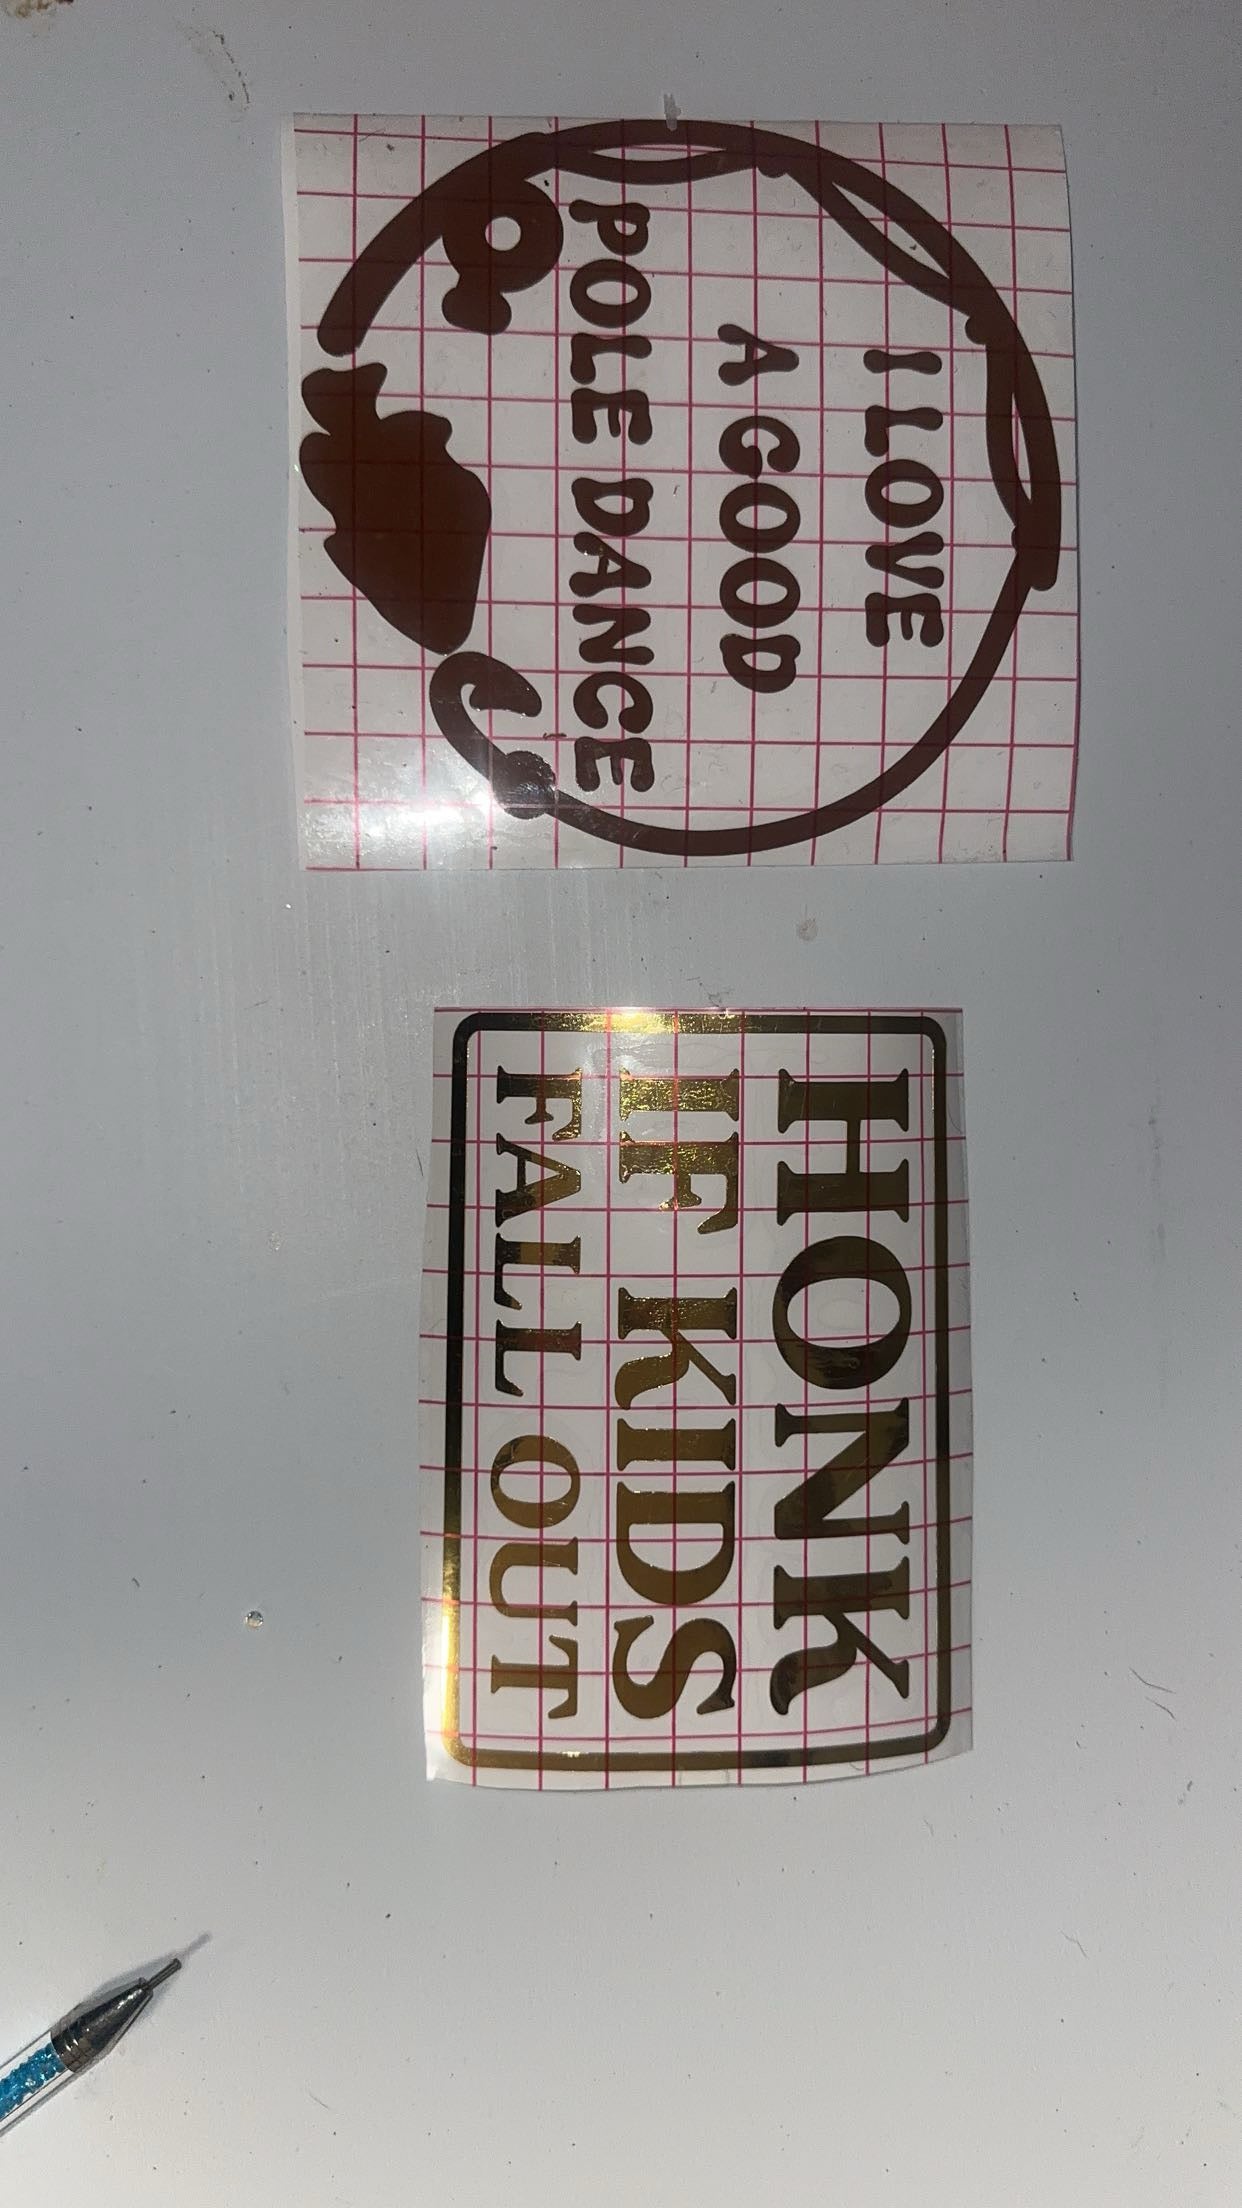 I LOVE
A GOOD
POLE DANCE
HONK
IF KIDS
FALL OUT